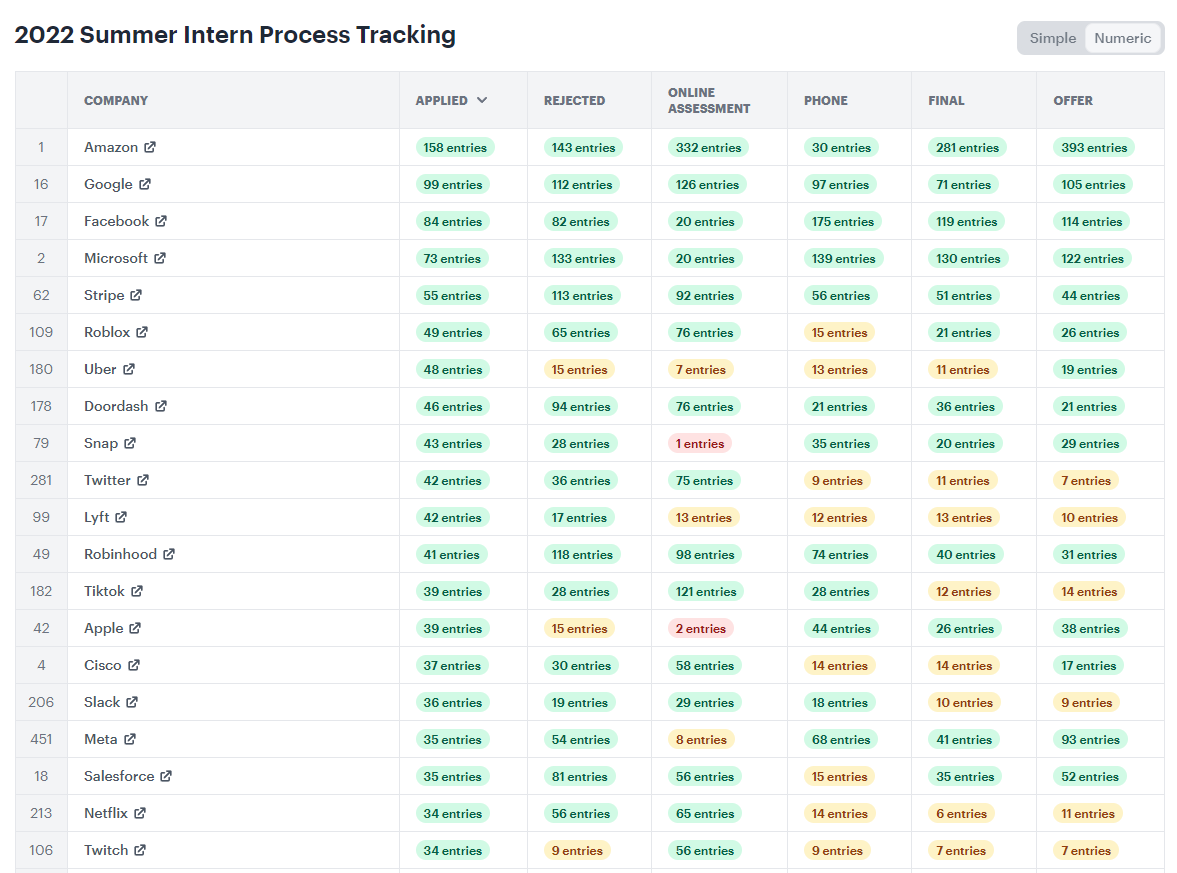 2022 Summer Intern Process Tracking
Simple Numeric
COMPANY APPLIED REJECTED ONLINE ASSESSMENT PHONE FINAL OFFER
1 Amazon 158 entries 143 entries 332 entries 30 entries 281 entries 393 entries
16 Google 99 entries 112 entries 126 entries 97 entries 71 entries 105 entries
17 Facebook 84 entries 82 entries 20 entries 175 entries 119 entries 114 entries
2 Microsoft 73 entries 133 entries 20 entries 139 entries 130 entries 122 entries
62 Stripe 55 entries 113 entries 92 entries 56 entries 51 entries 44 entries
109 Roblox 49 entries 65 entries 76 entries 15 entries 21 entries 26 entries
180 Uber 48 entries 15 entries 7 entries 13 entries 11 entries 19 entries
178 Doordash 46 entries 94 entries 76 entries 21 entries 36 entries 21 entries
79 Snap 43 entries 28 entries 1 entries 35 entries 20 entries 29 entries
281 Twitter 42 entries 36 entries 75 entries 9 entries 11 entries 7 entries
99 Lyft 42 entries 17 entries 13 entries 12 entries 13 entries 10 entries
49 Robinhood 41 entries 118 entries 98 entries 74 entries 40 entries 31 entries
182 Tiktok 39 entries 28 entries 121 entries 28 entries 12 entries 14 entries
42 Apple 39 entries 15 entries 2 entries 44 entries 26 entries 38 entries
4 Cisco 37 entries 30 entries 58 entries 14 entries 14 entries 17 entries
206 Slack 36 entries 19 entries 29 entries 18 entries 10 entries 9 entries
451 Meta 35 entries 54 entries 8 entries 68 entries 41 entries 93 entries
18 Salesforce 35 entries 81 entries 56 entries 15 entries 35 entries 52 entries
213 Netflix 34 entries 56 entries 65 entries 14 entries 6 entries 11 entries
106 Twitch 34 entries 9 entries 56 entries 9 entries 7 entries 7 entries